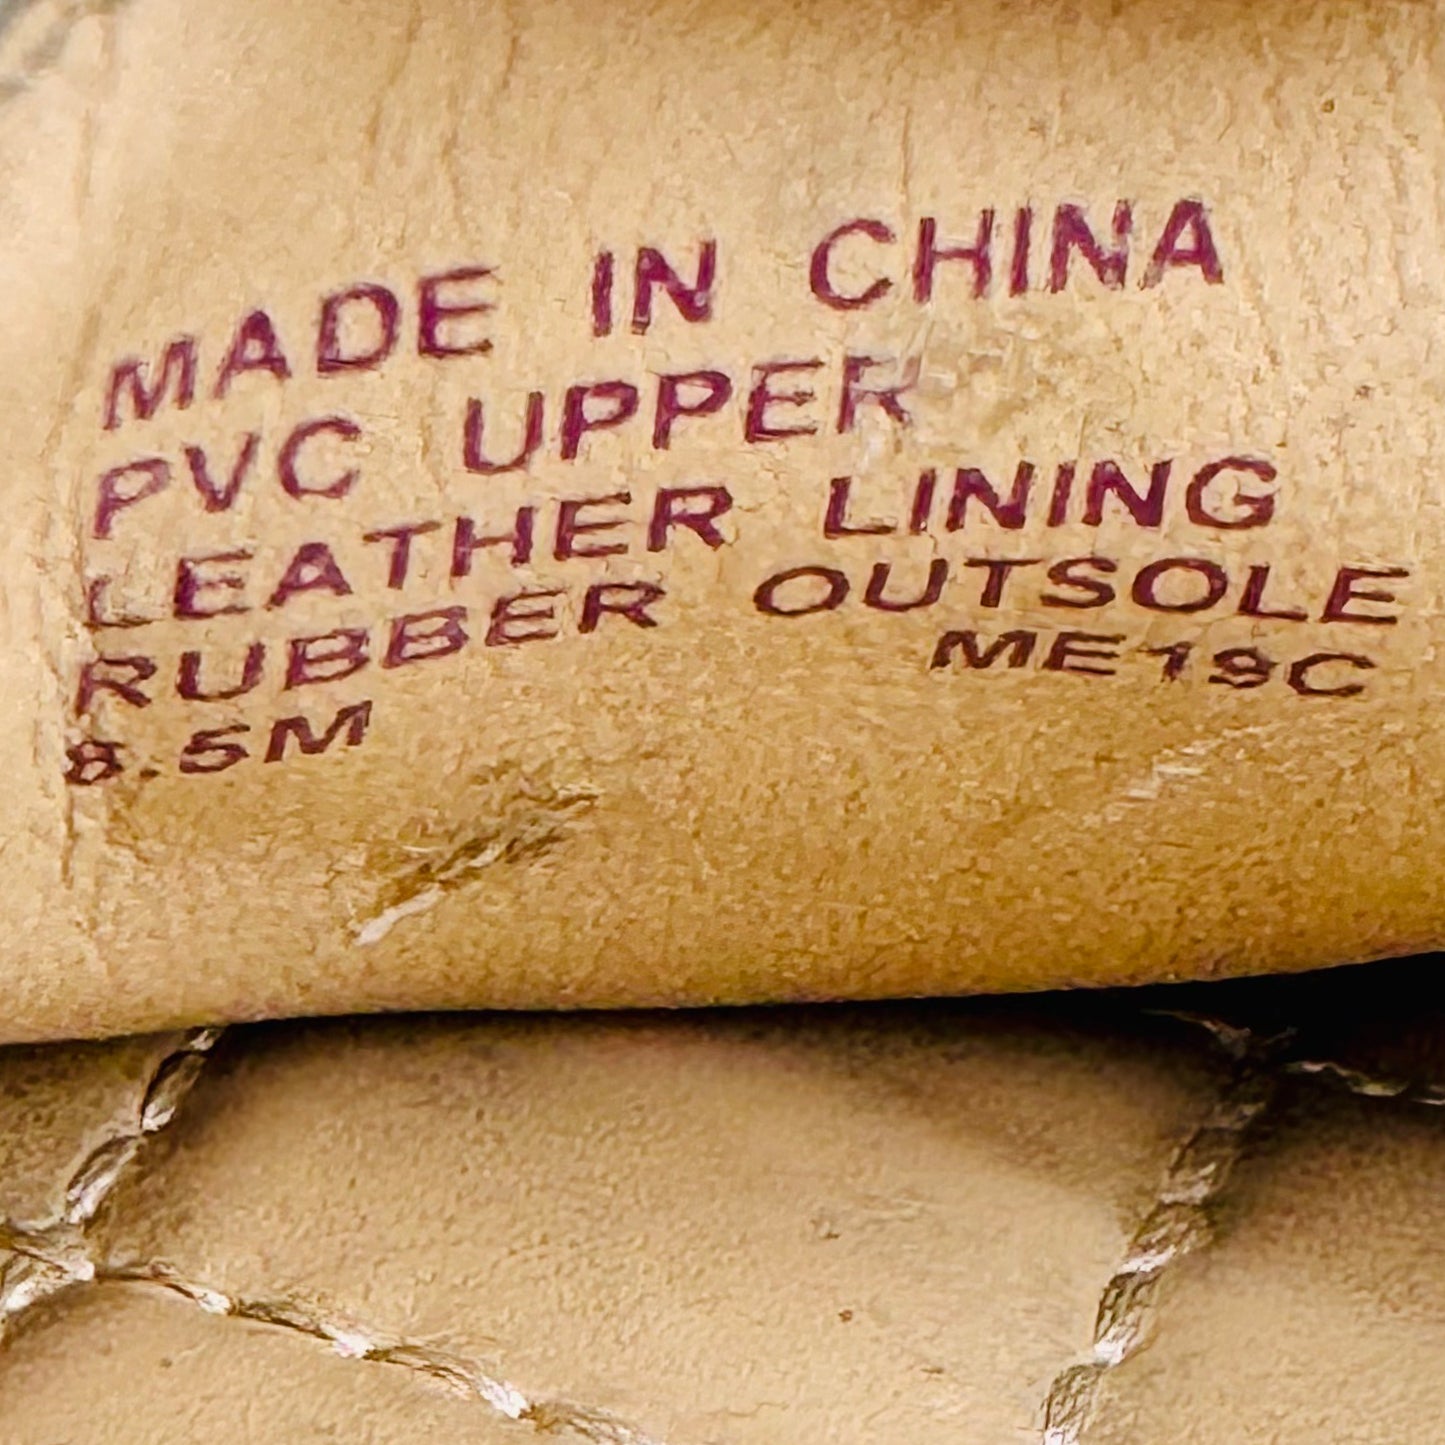 MADE IN CHINA
PVC UPPER
LEATHER LINING
RUBBER OUTSOLE
8.5M ME19C